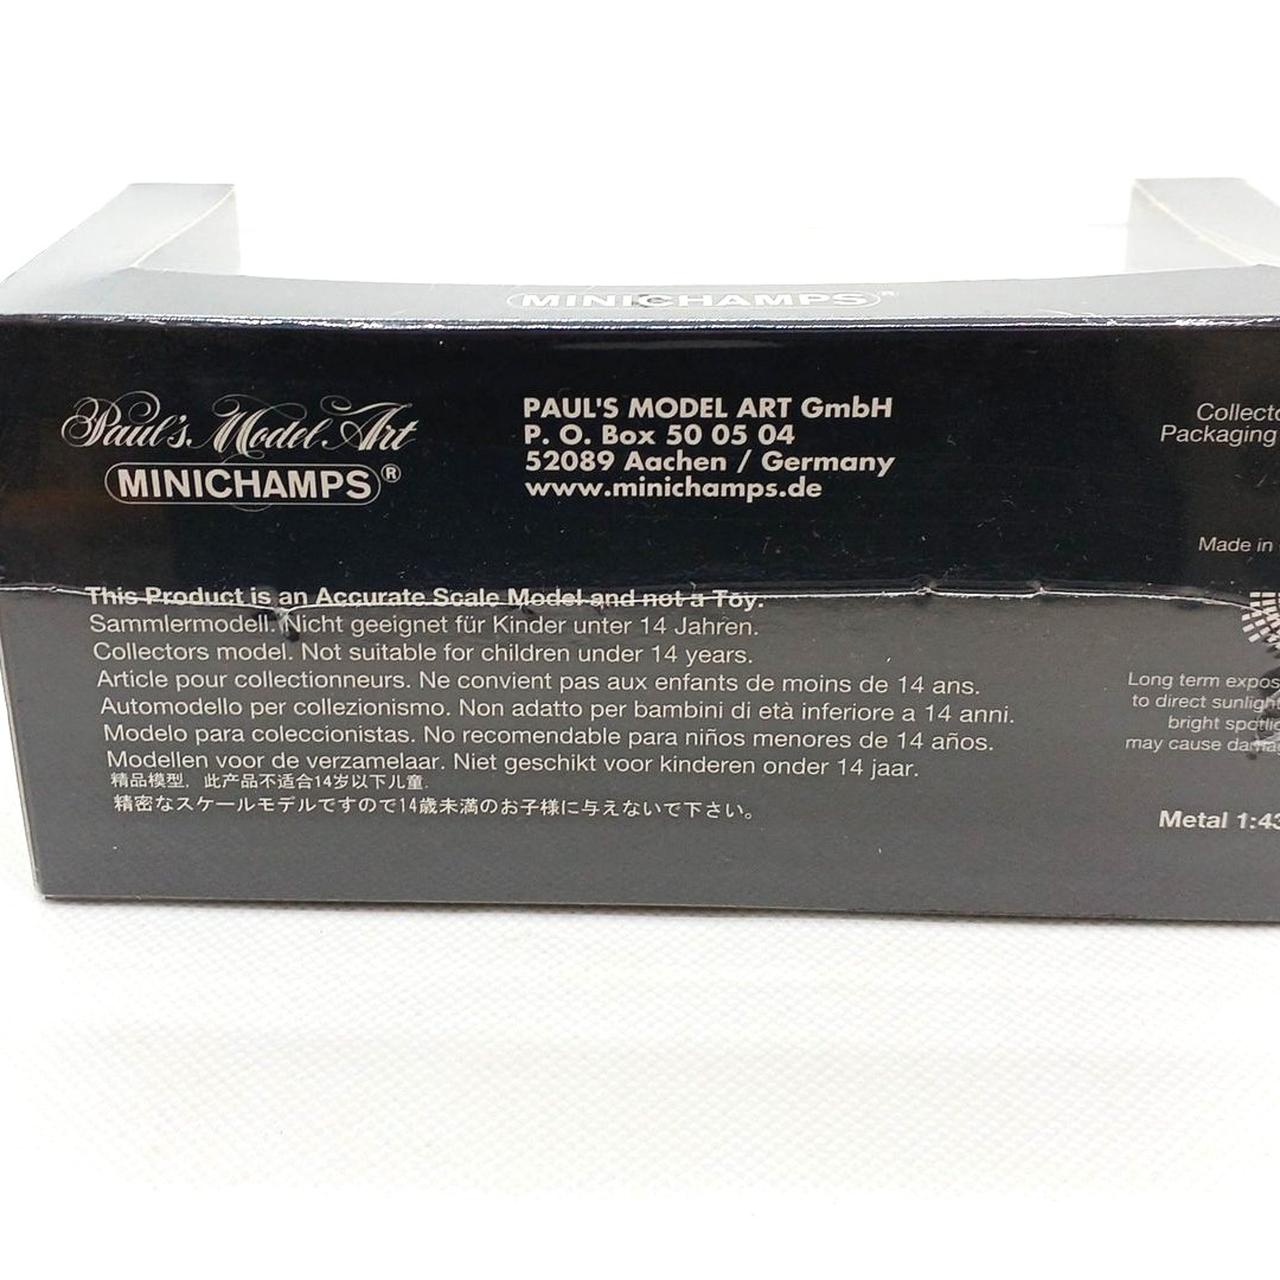 MINICHAMPS®
Paul's Model Art
MINICHAMPS®
PAUL'S MODEL ART GmbH
P. O. Box 50 05 04
52089 Aachen / Germany
www.minichamps.de
Packaging
Made in
This Product is an Accurate Scale Model and not a Toy.
Sammlermodell. Nicht geeignet für Kinder unter 14 Jahren.
Collectors model. Not suitable for children under 14 years.
Article pour collectionneurs. Ne convient pas aux enfants de moins de 14 ans.
Automodello per collezionismo. Non adatto per bambini di età inferiore a 14 anni.
Modelo para coleccionistas. No recomendable para niños menores de 14 años.
Modellen voor de verzamelaar. Niet geschikt voor kinderen onder 14 jaar.
精品模型，此产品不适合14岁以下儿童.
精密なスケールモデルですので14歳未満のお子様に与えないで下さい。
Long term
to direct
bright
may cause
Metal 1:43